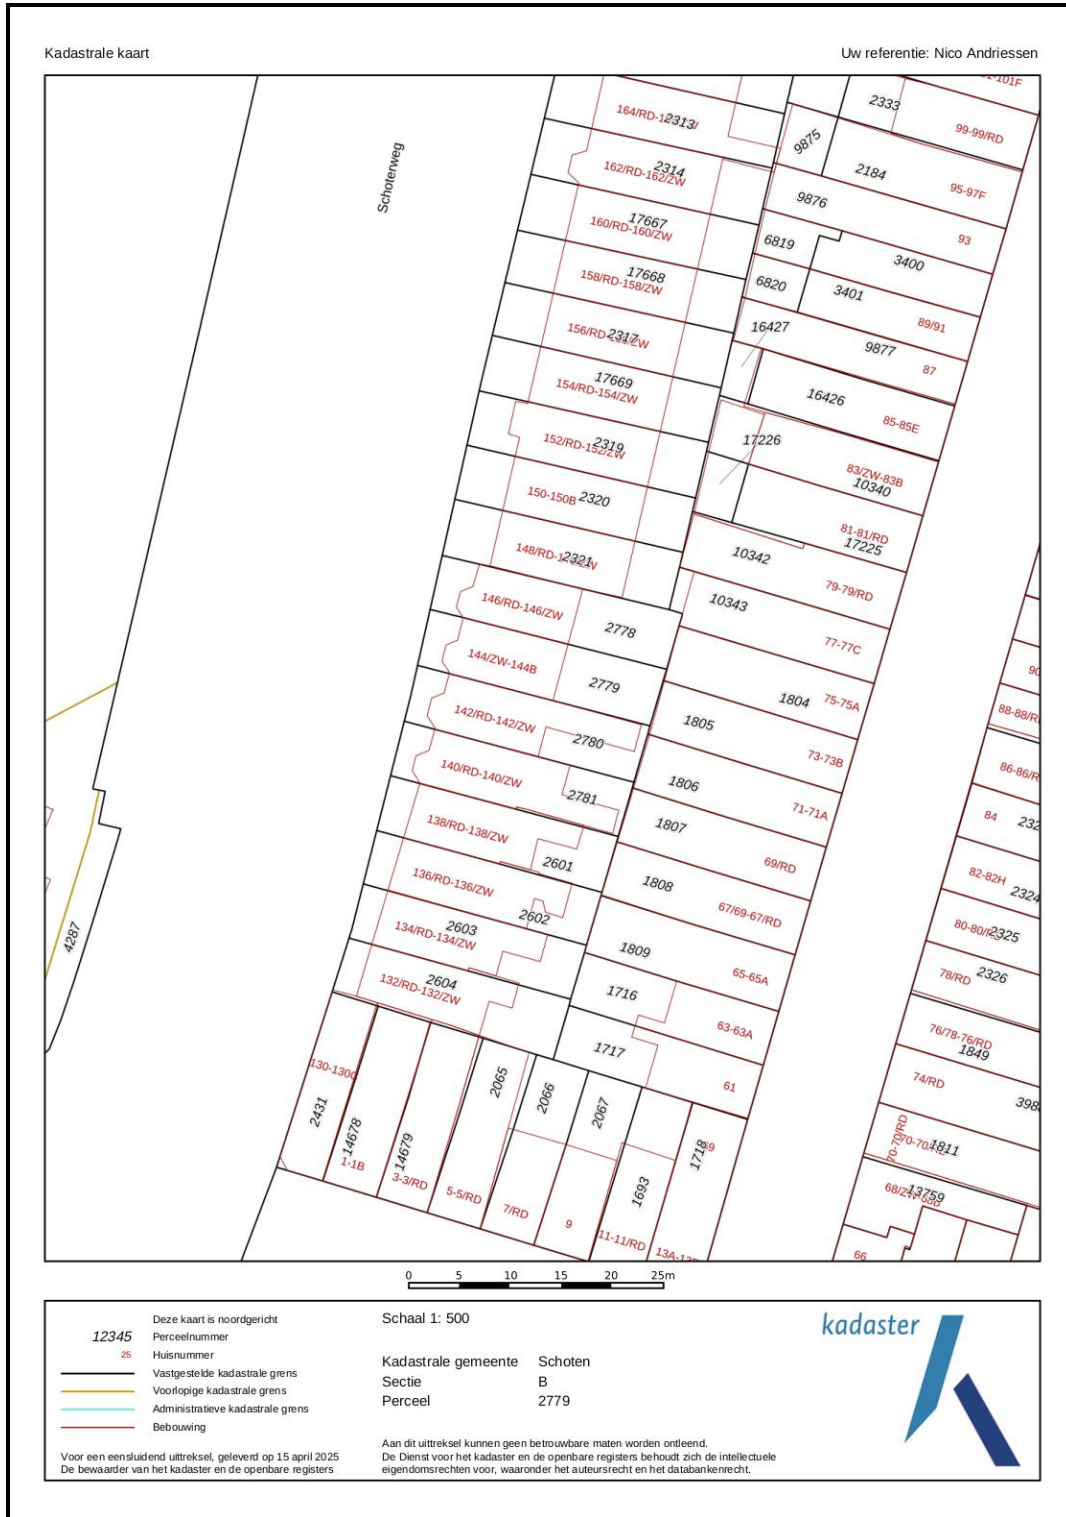 Kadastrale kaart
Uw referentie: Nico Andriessen
Schoterweg
2313
2314
162/RD-162/ZW
17667
160/RD-160/ZW
17668
158/RD-158/ZW
2317
17669
154/RD-154/ZW
2319
152/RD-152/ZW
150-150B
2320
2321
146/RD-146/ZW
2778
144/ZW-144B
2779
142/RD-142/ZW
2780
140/RD-140/ZW
2781
138/RD-138/ZW
2601
136/RD-136/ZW
2602
2603
134/RD-134/ZW
2604
132/RD-132/ZW
2333
99-99/RD
9875
2184
95-97F
9876
93
6819
3400
6820
3401
89/91
16427
9877
87
16426
85-85E
17226
83/ZW-83B
10340
81-81/RD
17225
10342
79-79/RD
10343
77-77C
1804
75-75A
1805
73-73B
1806
71-71A
1807
69/RD
1808
67/69-67/RD
1809
65-65A
1716
63-63A
1717
61
4287
130-130C
2431
14678
1-1B
14679
3-3/RD
2065
5-5/RD
2066
7/RD
2067
9
1693
11-11/RD
1718
84
82-82H
2324
2325
78/RD
2326
76/78-76/RD
1849
74/RD
70-70/RD
1811
13759
66
0 5 10 15 20 25m
Deze kaart is noordgericht
12345 Perceelnummer
25 Huisnummer
Vastgestelde kadastrale grens
Voorlopige kadastrale grens
Administratieve kadastrale grens
Bebouwing
Voor een eensluidend uittreksel, geleverd op 15 april 2025
De bewaarder van het kadaster en de openbare registers
Schaal 1: 500
Kadastrale gemeente Schoten
Sectie B
Perceel 2779
Aan dit uittreksel kunnen geen betrouwbare maten worden ontleend.
De Dienst voor het kadaster en de openbare registers behoudt zich de intellectuele
eigendomsrechten voor, waaronder het auteursrecht en het databankenrecht.
kadaster